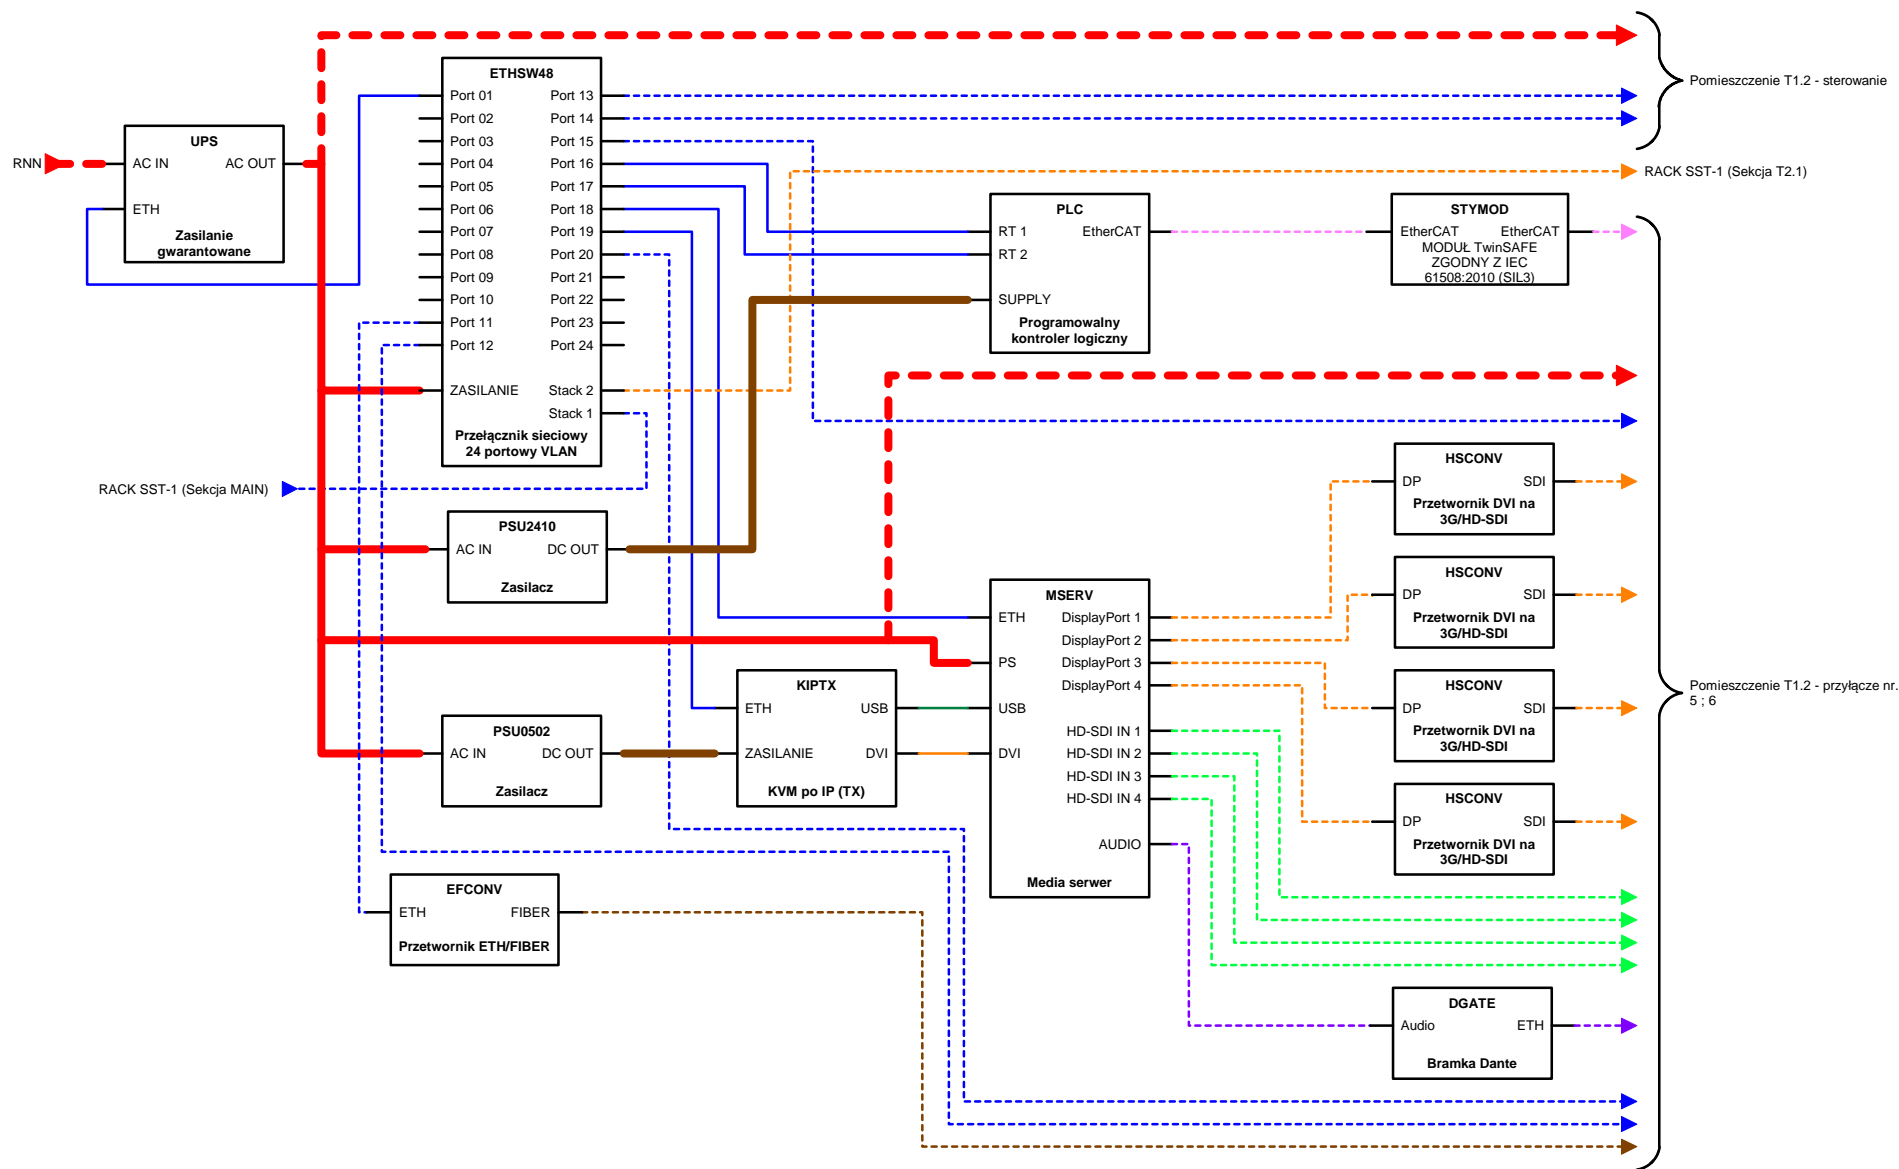 Pomieszczenie T1.2 - sterowanie
RACK SST-1 (Sekcja T2.1)
RNN
UPS
AC IN AC OUT
ETH
Zasilanie
gwarantowane
ETHSW48
Port 01 Port 13
Port 02 Port 14
Port 03 Port 15
Port 04 Port 16
Port 05 Port 17
Port 06 Port 18
Port 07 Port 19
Port 08 Port 20
Port 09 Port 21
Port 10 Port 22
Port 11 Port 23
Port 12 Port 24
ZASILANIE Stack 2
Stack 1
Przełącznik sieciowy
24 portowy VLAN
PLC
RT 1 EtherCAT
RT 2
SUPPLY
Programowalny
kontroler logiczny
STYMOD
EtherCAT EtherCAT
MODUŁ TwinSAFE
ZGODNY Z IEC
61508:2010 (SIL3)
RACK SST-1 (Sekcja MAIN)
PSU2410
AC IN DC OUT
Zasilacz
PSU0502
AC IN DC OUT
Zasilacz
KIPTX
ETH USB
ZASILANIE DVI
KVM po IP (TX)
MSERV
ETH DisplayPort 1
DisplayPort 2
PS DisplayPort 3
DisplayPort 4
USB
HD-SDI IN 1
DVI HD-SDI IN 2
HD-SDI IN 3
HD-SDI IN 4
AUDIO
Media serwer
HSCONV
DP SDI
Przetwornik DVI na
3G/HD-SDI
HSCONV
DP SDI
Przetwornik DVI na
3G/HD-SDI
HSCONV
DP SDI
Przetwornik DVI na
3G/HD-SDI
HSCONV
DP SDI
Przetwornik DVI na
3G/HD-SDI
Pomieszczenie T1.2 - przyłącze nr.
5 ; 6
EFCONV
ETH FIBER
Przetwornik ETH/FIBER
DGATE
Audio ETH
Bramka Dante